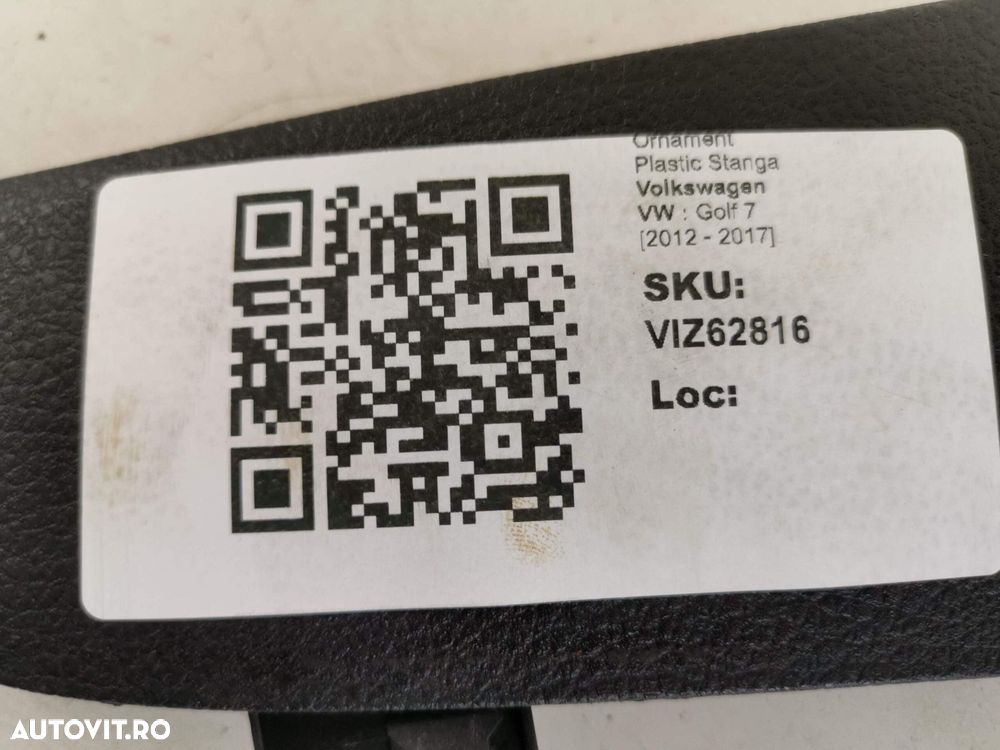 Ornament
Plastic Stanga
Volkswagen
VW : Golf 7
[2012 - 2017]
SKU:
VIZ62816
Loc:
AUTOVIT.RO